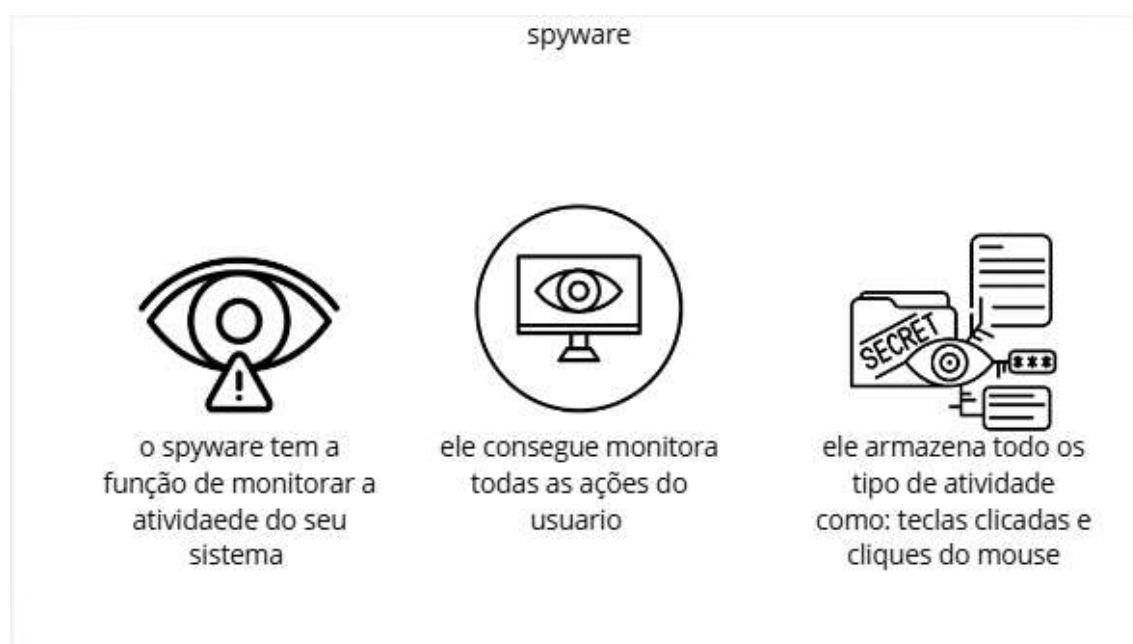 spyware
SECRET
***
o spyware tem a
função de monitorar a
atividaede do seu
sistema
ele consegue monitora
todas as ações do
usuario
ele armazena todo os
tipo de atividade
como: teclas clicadas e
cliques do mouse